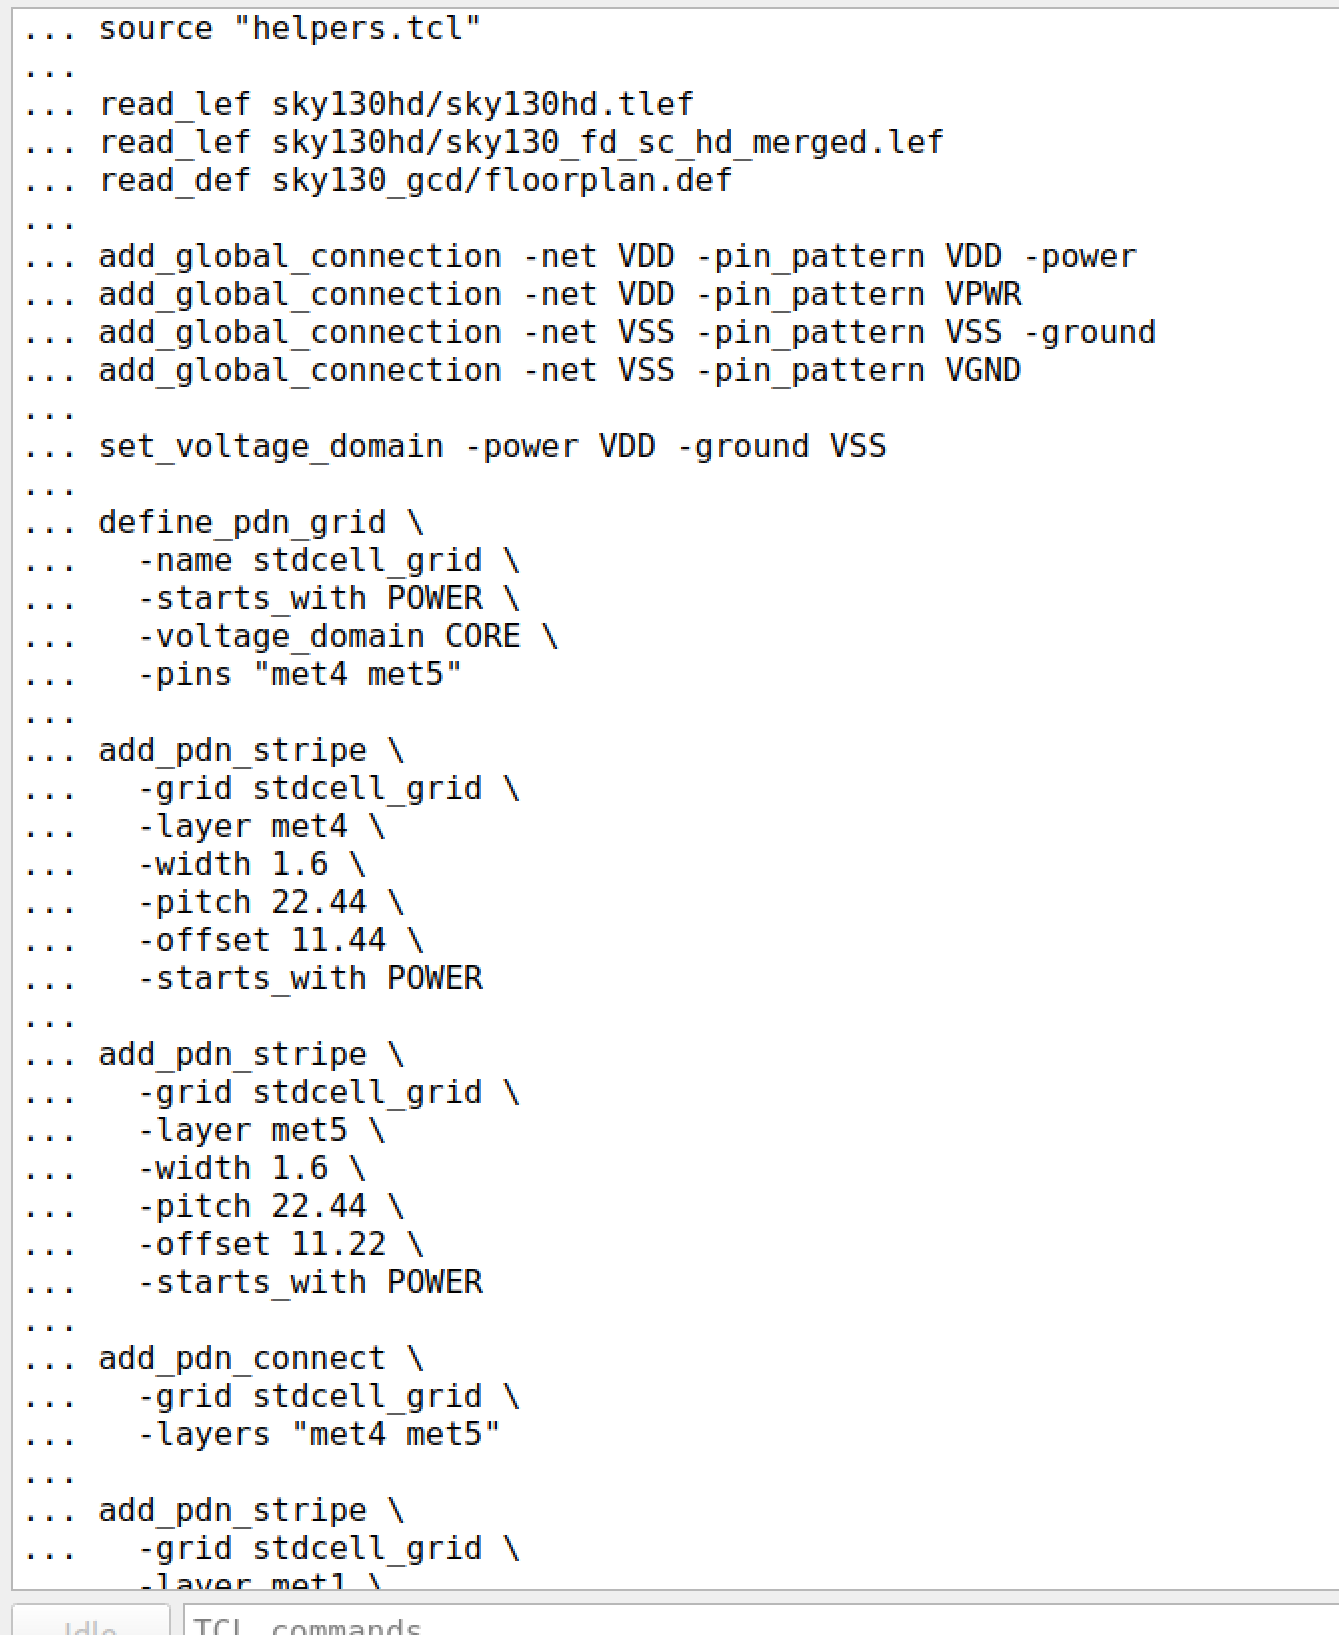 ... source "helpers.tcl"
...
... read_lef sky130hd/sky130hd.tlef
... read_lef sky130hd/sky130_fd_sc_hd_merged.lef
... read_def sky130_gcd/floorplan.def
...
... add_global_connection -net VDD -pin_pattern VDD -power
... add_global_connection -net VDD -pin_pattern VPWR
... add_global_connection -net VSS -pin_pattern VSS -ground
... add_global_connection -net VSS -pin_pattern VGND
...
... set_voltage_domain -power VDD -ground VSS
...
... define_pdn_grid \
...   -name stdcell_grid \
...   -starts_with POWER \
...   -voltage_domain CORE \
...   -pins "met4 met5"
...
... add_pdn_stripe \
...   -grid stdcell_grid \
...   -layer met4 \
...   -width 1.6 \
...   -pitch 22.44 \
...   -offset 11.44 \
...   -starts_with POWER
...
... add_pdn_stripe \
...   -grid stdcell_grid \
...   -layer met5 \
...   -width 1.6 \
...   -pitch 22.44 \
...   -offset 11.22 \
...   -starts_with POWER
...
... add_pdn_connect \
...   -grid stdcell_grid \
...   -layers "met4 met5"
...
... add_pdn_stripe \
...   -grid stdcell_grid \
-layer met1 \
Idle
TCL commands